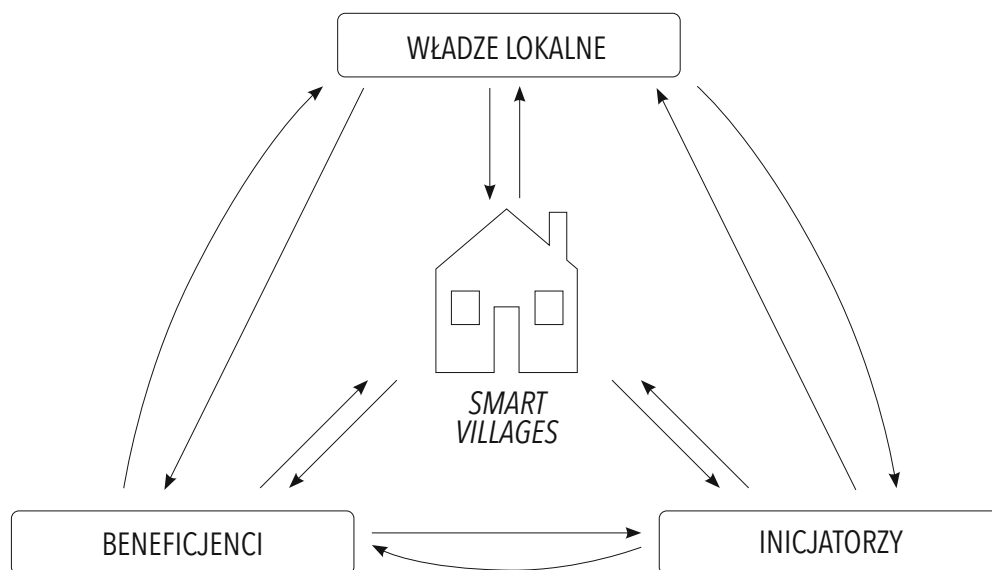 WŁADZE LOKALNE
SMART
VILLAGES
BENEFICJENCI
INICJATORZY